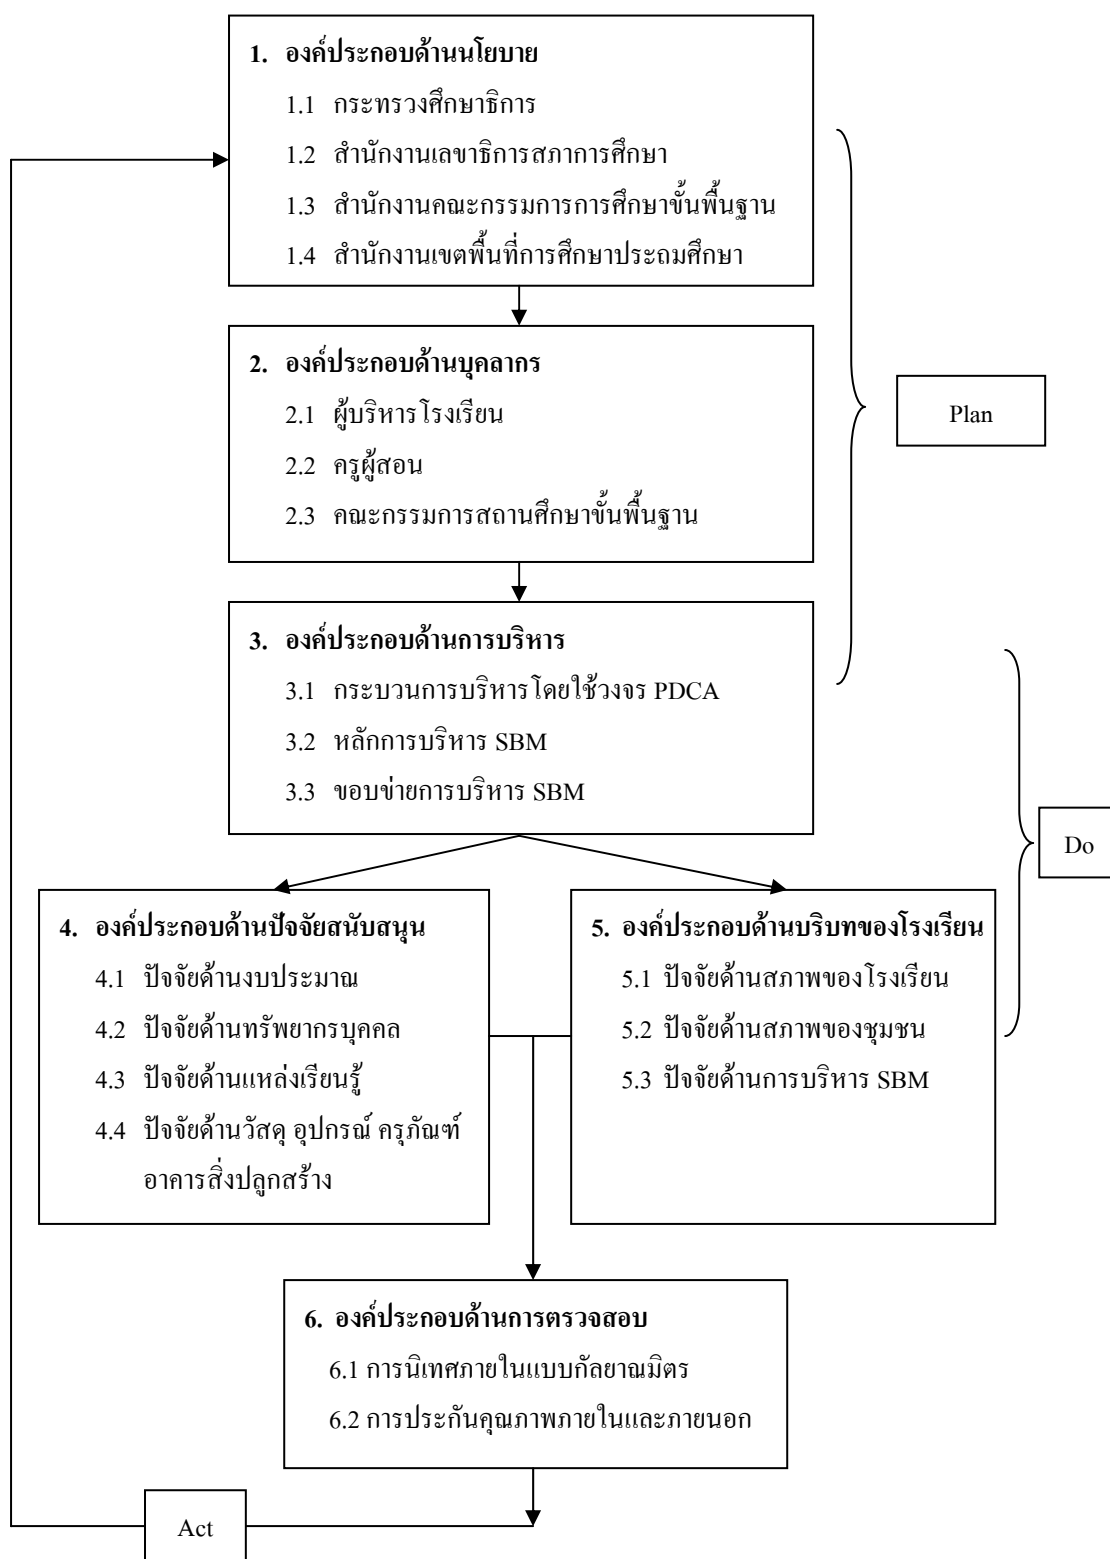 1. องค์ประกอบด้านนโยบาย
1.1 กระทรวงศึกษาธิการ
1.2 สำนักงานเลขาธิการสภาการศึกษา
1.3 สำนักงานคณะกรรมการการศึกษาขั้นพื้นฐาน
1.4 สำนักงานเขตพื้นที่การศึกษาประถมศึกษา
2. องค์ประกอบด้านบุคลากร
2.1 ผู้บริหารโรงเรียน
2.2 ครูผู้สอน
2.3 คณะกรรมการสถานศึกษาขั้นพื้นฐาน
Plan
3. องค์ประกอบด้านการบริหาร
3.1 กระบวนการบริหารโดยใช้วงจร PDCA
3.2 หลักการบริหาร SBM
3.3 ขอบข่ายการบริหาร SBM
Do
4. องค์ประกอบด้านปัจจัยสนับสนุน
4.1 ปัจจัยด้านงบประมาณ
4.2 ปัจจัยด้านทรัพยากรบุคคล
4.3 ปัจจัยด้านแหล่งเรียนรู้
4.4 ปัจจัยด้านวัสดุ อุปกรณ์ ครุภัณฑ์
อาคารสิ่งปลูกสร้าง
5. องค์ประกอบด้านบริบทของโรงเรียน
5.1 ปัจจัยด้านสภาพของโรงเรียน
5.2 ปัจจัยด้านสภาพของชุมชน
5.3 ปัจจัยด้านการบริหาร SBM
6. องค์ประกอบด้านการตรวจสอบ
6.1 การนิเทศภายในแบบกัลยาณมิตร
6.2 การประกันคุณภาพภายในและภายนอก
Act